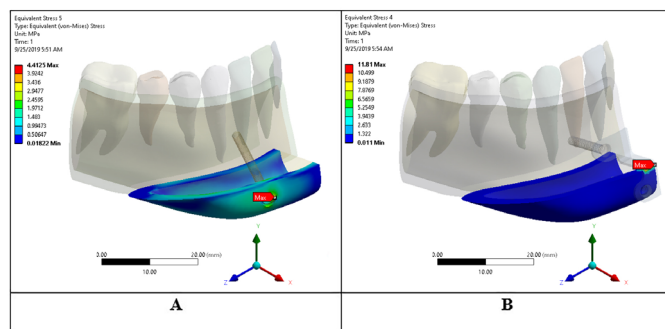 Equivalent Stress 5
Type: Equivalent (von-Mises) Stress
Unit: MPa
Time: 1
9/25/2019 5:51 AM
4.4125 Max
3.9242
3.436
2.9477
2.4595
1.9712
1.483
0.99473
0.50647
0.01822 Min
Max
0.00
10.00
20.00 (mm)
Y
Z
X
A
Equivalent Stress 4
Type: Equivalent (von-Mises) Stress
Unit: MPa
Time: 1
9/25/2019 5:54 AM
11.81 Max
10.499
9.1879
7.8769
6.5659
5.2549
3.9439
2.633
1.322
0.011 Min
Max
0.00
10.00
20.00 (mm)
Y
Z
X
B